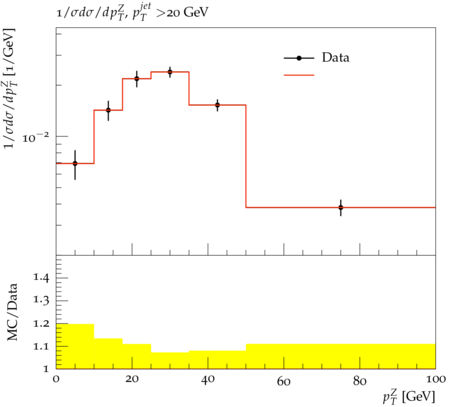 1/σdσ/dp_T^Z, p_T^jet >20 GeV
1/σdσ/dp_T^Z [1/GeV]
Data
10^−2
MC/Data
1.4
1.3
1.2
1.1
1
0 20 40 60 80 100
p_T^Z [GeV]